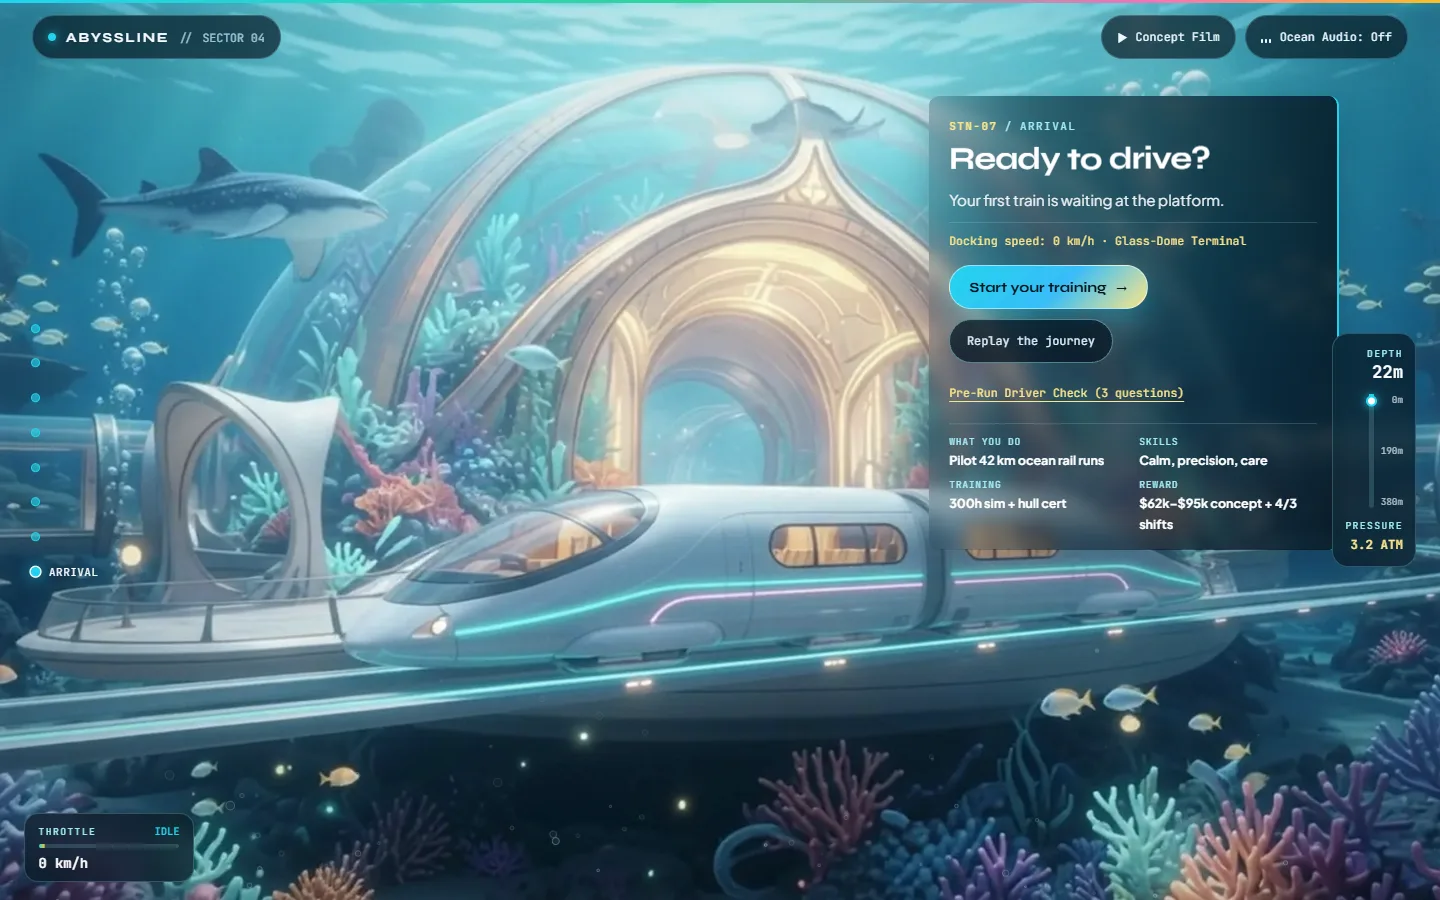 ABYSSLINE // SECTOR 04
Concept Film
Ocean Audio: Off
STN-07 / ARRIVAL
Ready to drive?
Your first train is waiting at the platform.
Docking speed: 0 km/h · Glass-Dome Terminal
Start your training →
Replay the journey
Pre-Run Driver Check (3 questions)
WHAT YOU DO
Pilot 42 km ocean rail runs
SKILLS
Calm, precision, care
TRAINING
300h sim + hull cert
REWARD
$62k–$95k concept + 4/3
shifts
DEPTH
22m
0m
190m
380m
PRESSURE
3.2 ATM
ARRIVAL
THROTTLE IDLE
0 km/h